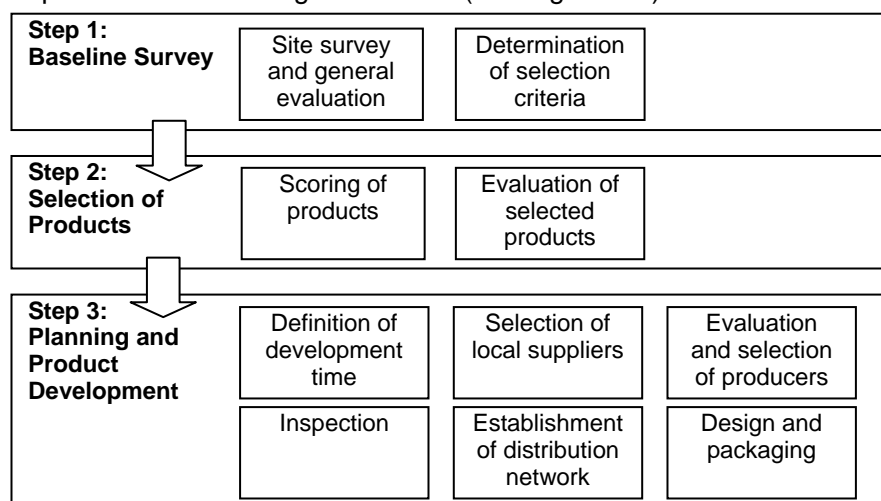 Step 1:
Baseline Survey
Site survey
and general
evaluation
Determination
of selection
criteria
Step 2:
Selection of
Products
Scoring of
products
Evaluation of
selected
products
Step 3:
Planning and
Product
Development
Definition of
development
time
Selection of
local suppliers
Evaluation
and selection
of producers
Inspection
Establishment
of distribution
network
Design and
packaging